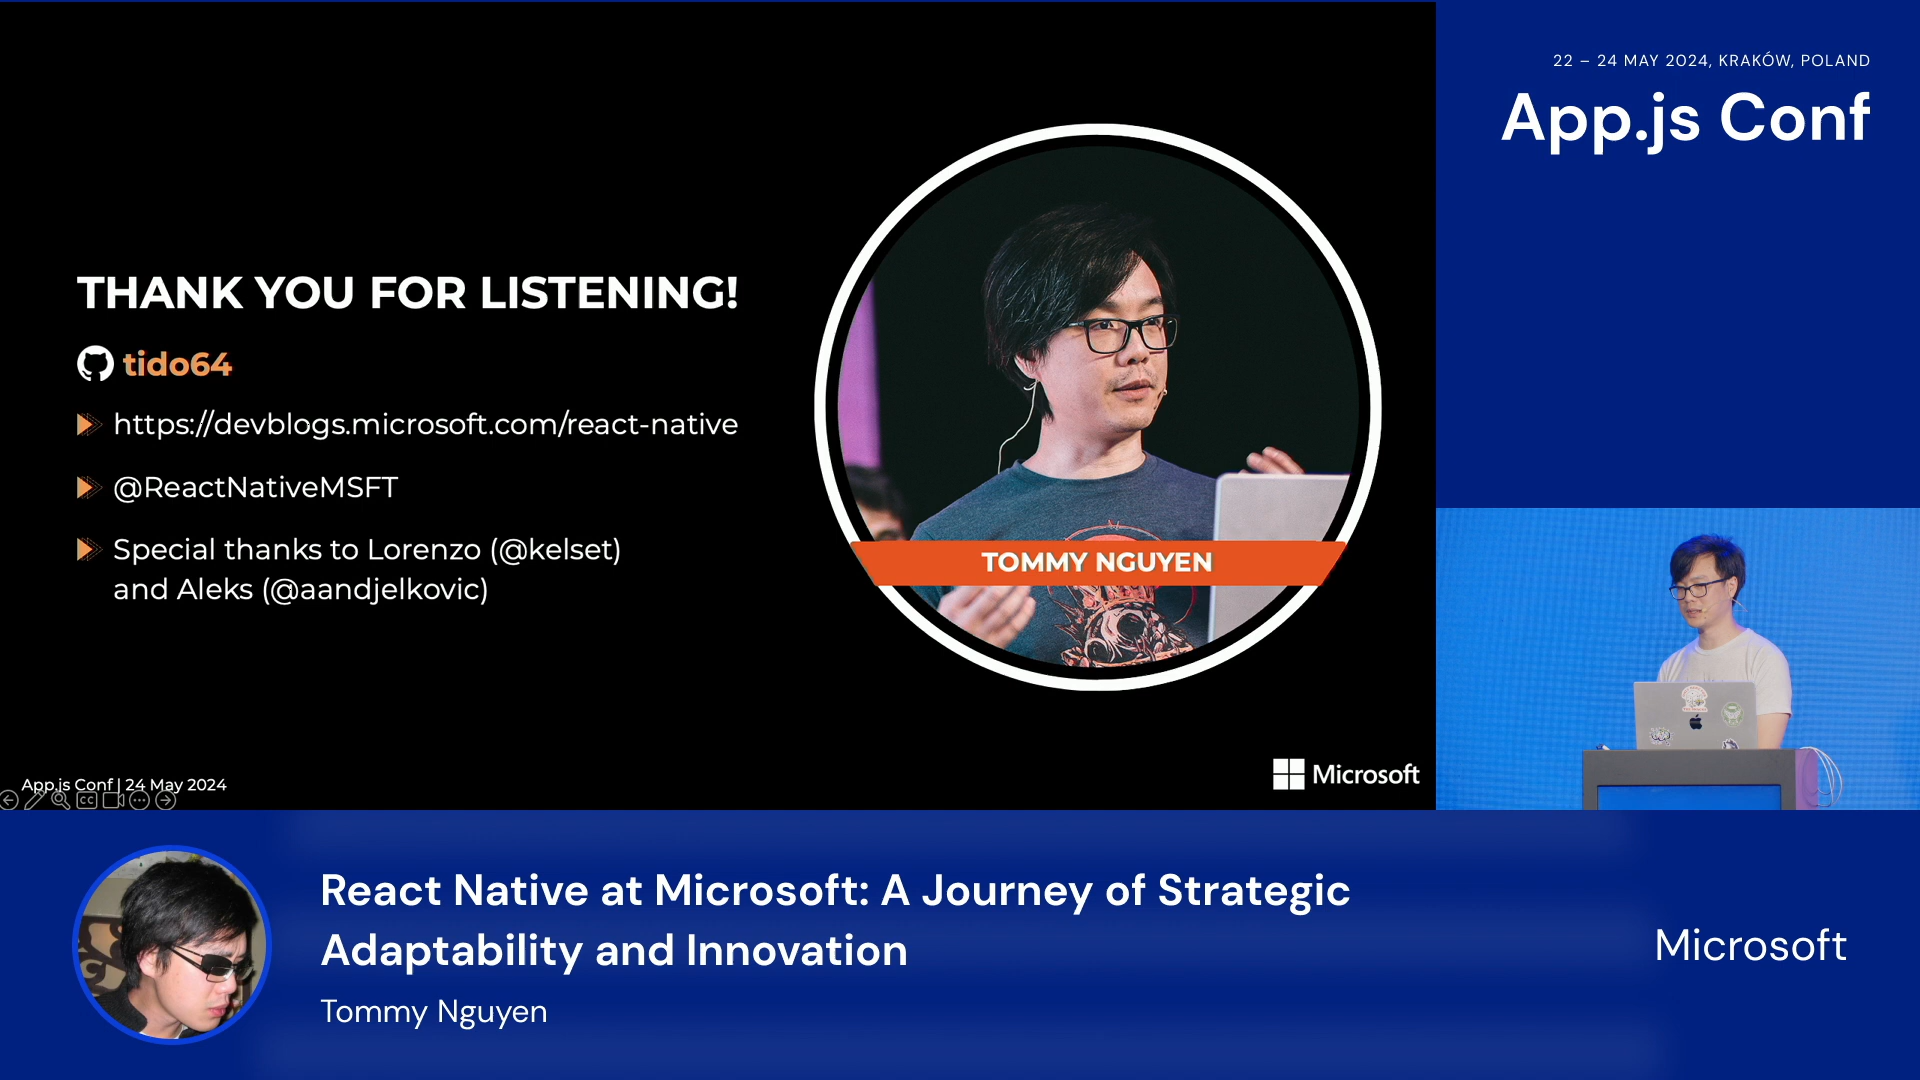 22 – 24 MAY 2024, KRAKÓW, POLAND
App.js Conf
THANK YOU FOR LISTENING!
tido64
https://devblogs.microsoft.com/react-native
@ReactNativeMSFT
Special thanks to Lorenzo (@kelset)
and Aleks (@aandjelkovic)
TOMMY NGUYEN
App.js Conf | 24 May 2024
CC
Microsoft
React Native at Microsoft: A Journey of Strategic
Adaptability and Innovation
Tommy Nguyen
Microsoft